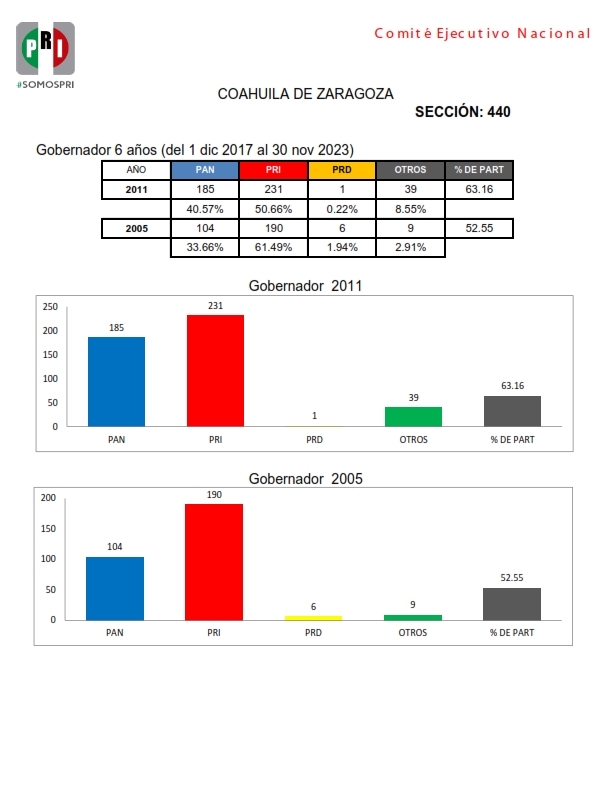 PRI
#SOMOSPRI
Comité Ejecutivo Nacional
COAHUILA DE ZARAGOZA
SECCIÓN: 440
Gobernador 6 años (del 1 dic 2017 al 30 nov 2023)
AÑO PAN PRI PRD OTROS % DE PART
2011 185 231 1 39 63.16
40.57% 50.66% 0.22% 8.55%
2005 104 190 6 9 52.55
33.66% 61.49% 1.94% 2.91%
Gobernador 2011
250
200
150
100
50
0
185
231
1
39
63.16
PAN PRI PRD OTROS % DE PART
Gobernador 2005
200
150
100
50
0
104
190
6
9
52.55
PAN PRI PRD OTROS % DE PART